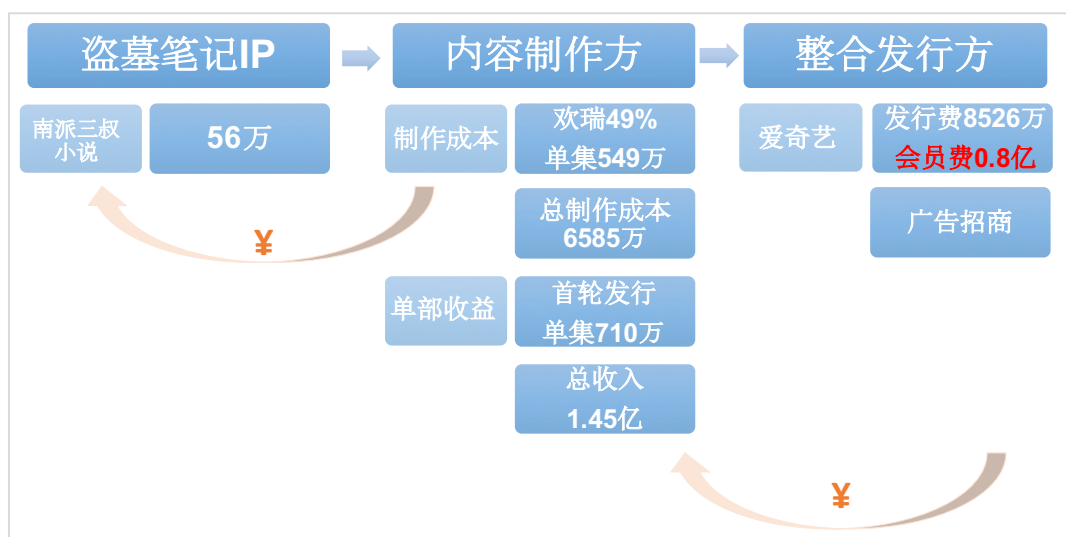 盗墓笔记IP
内容制作方
整合发行方
南派三叔
小说
56万
制作成本
欢瑞49%
单集549万
爱奇艺
发行费8526万
会员费0.8亿
总制作成本
6585万
广告招商
¥
单部收益
首轮发行
单集710万
总收入
1.45亿
¥